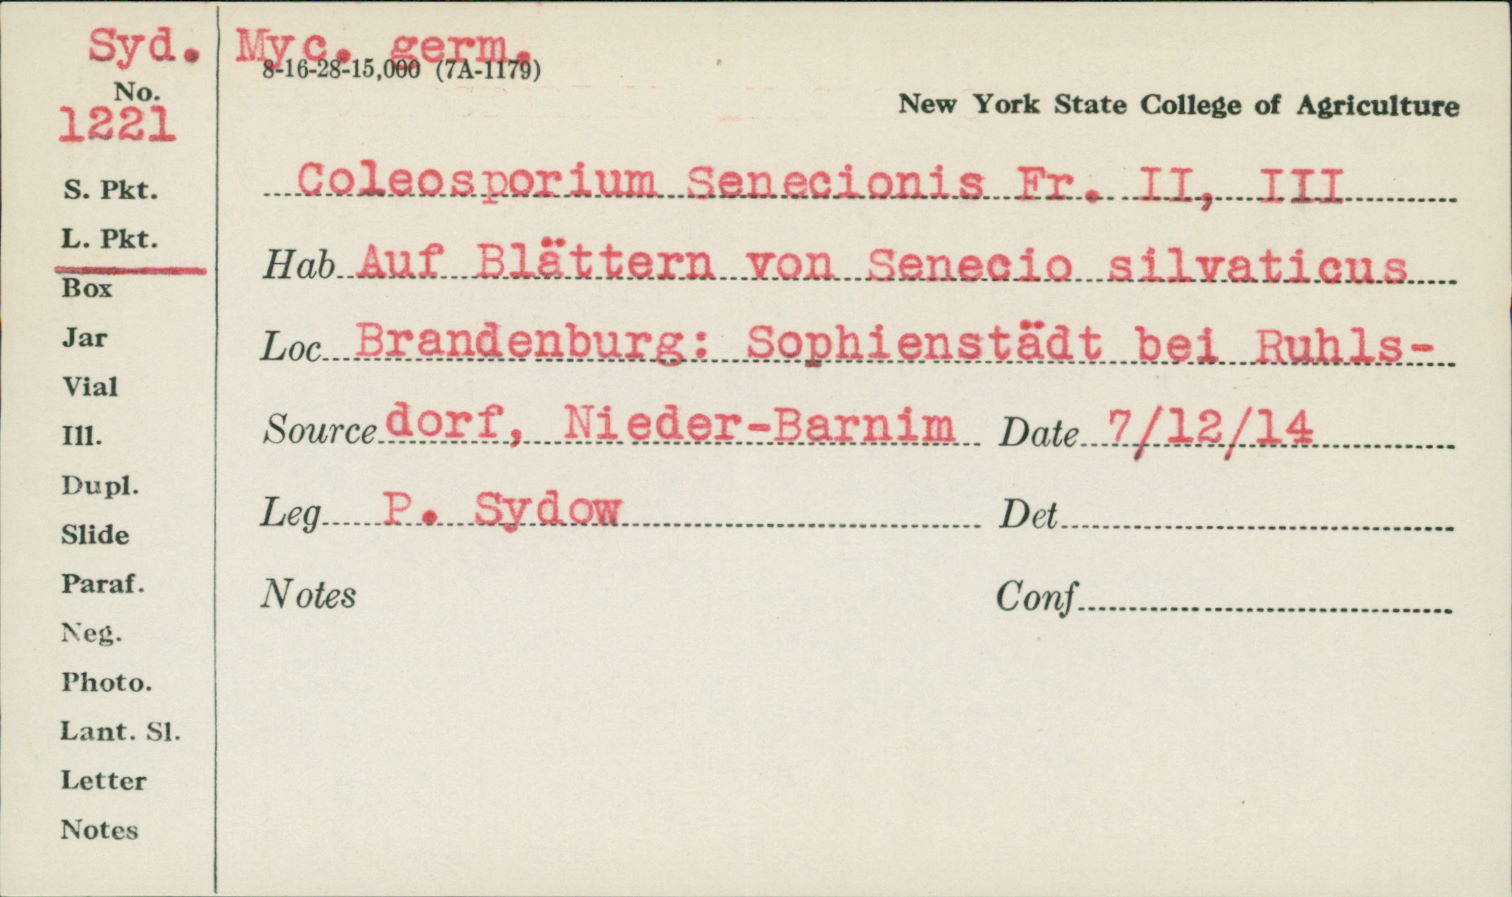 Syd. Myc. germ.
8-16-28-15,000 (7A-1179)
No.
1221
New York State College of Agriculture
Coleosporium Senecionis Fr. II, III
S. Pkt.
L. Pkt.
Hab Auf Blättern von Senecio silvaticus
Box
Jar
Loc Brandenburg: Sophienstädt bei Ruhls-
Vial
Ill.
Source dorf, Nieder-Barnim Date 7/12/14
Dupl.
Slide
Leg P. Sydow Det
Paraf.
Notes Conf
Neg.
Photo.
Lant. Sl.
Letter
Notes